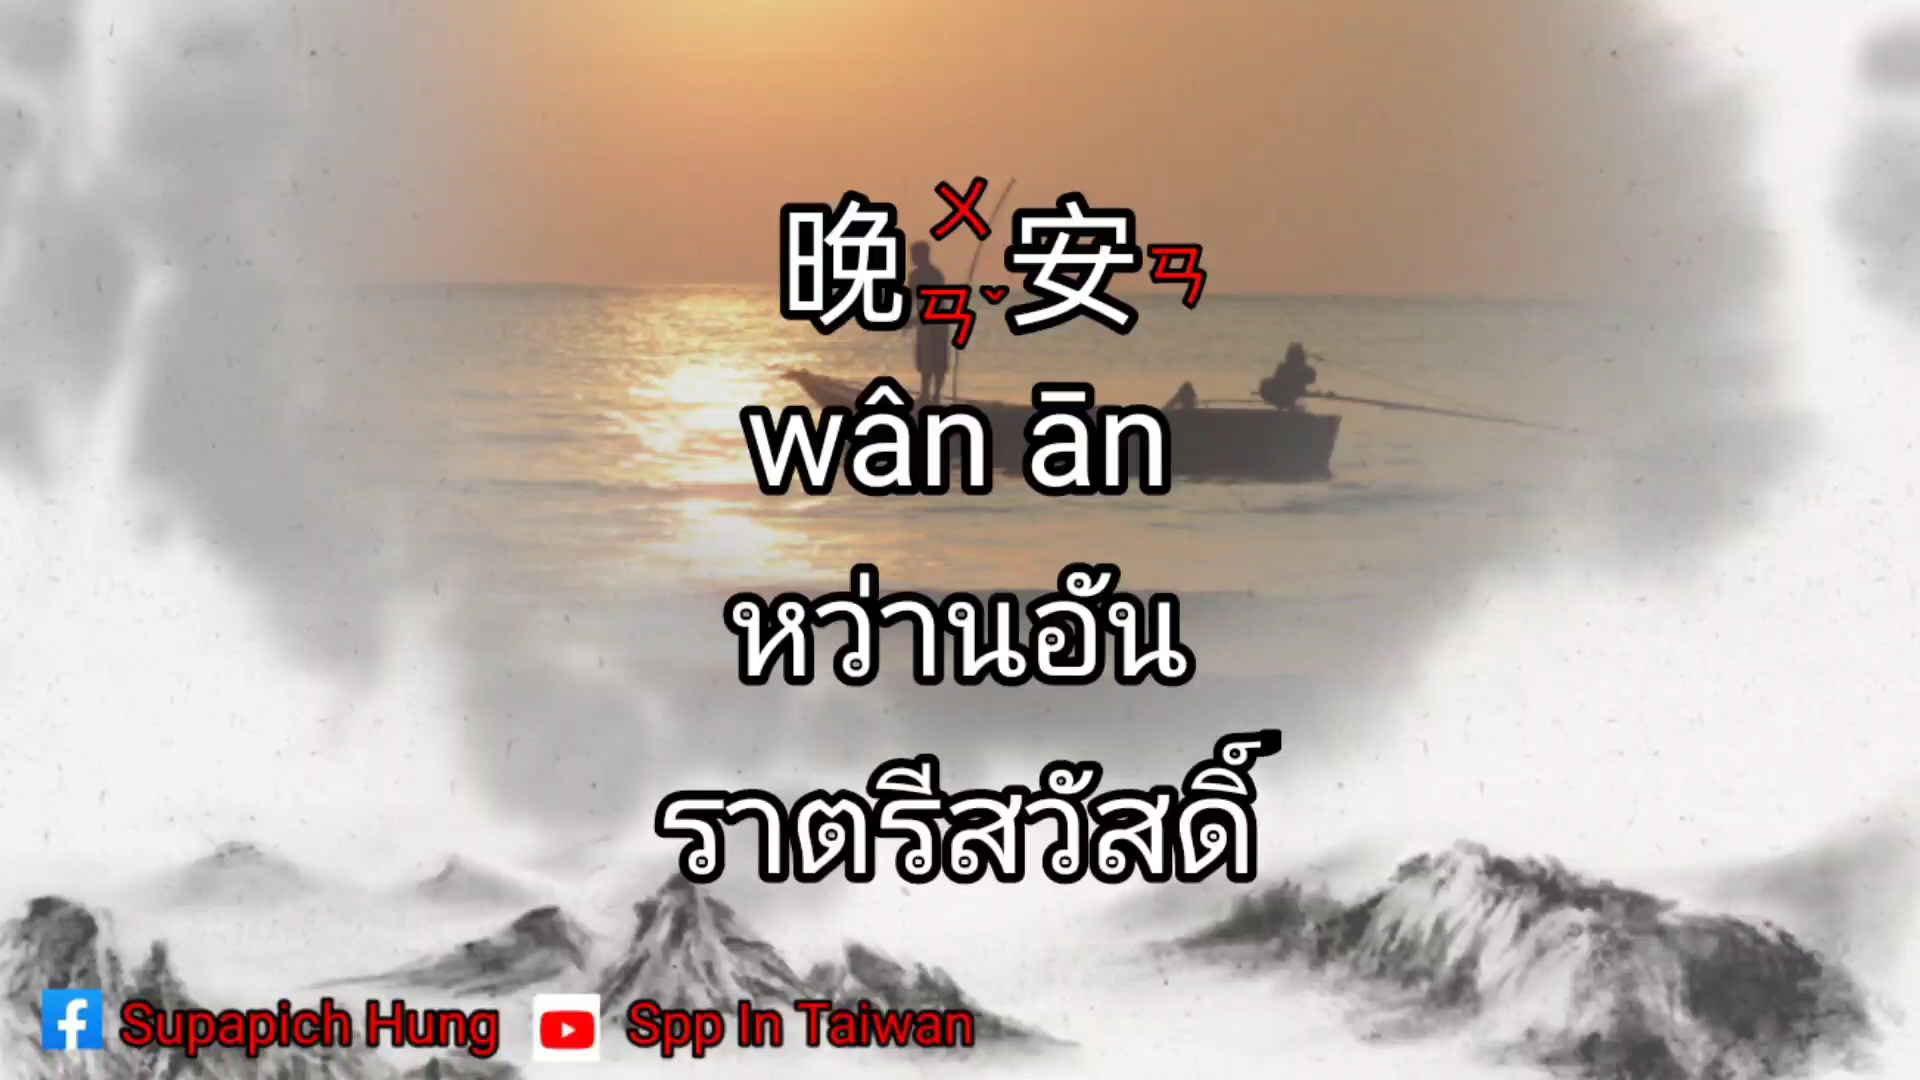 晚ㄨㄢˇ安ㄢ
wân ān
หว่านอัน
ราตรีสวัสดิ์
Supapich Hung
Spp In Taiwan